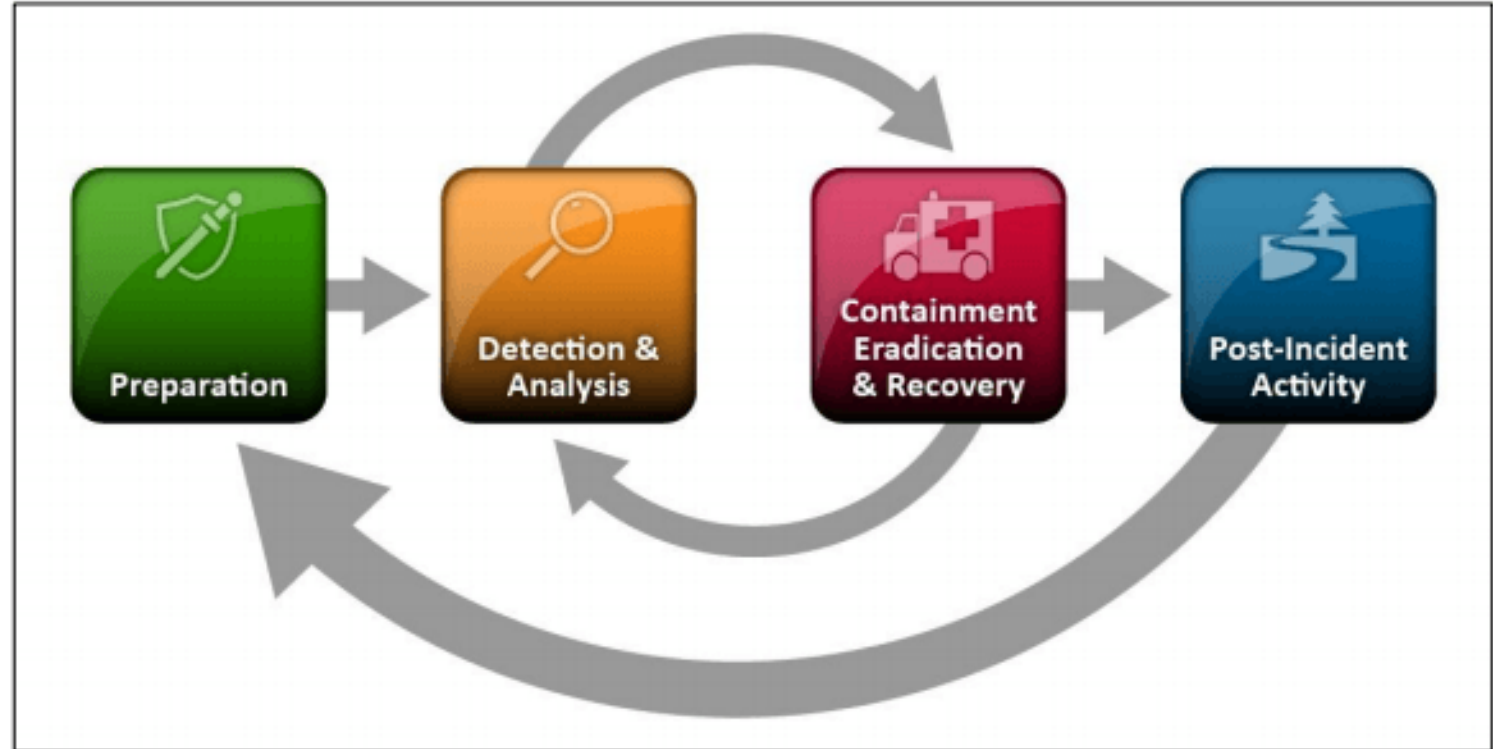 Preparation
Detection &
Analysis
Containment
Eradication
& Recovery
Post-Incident
Activity